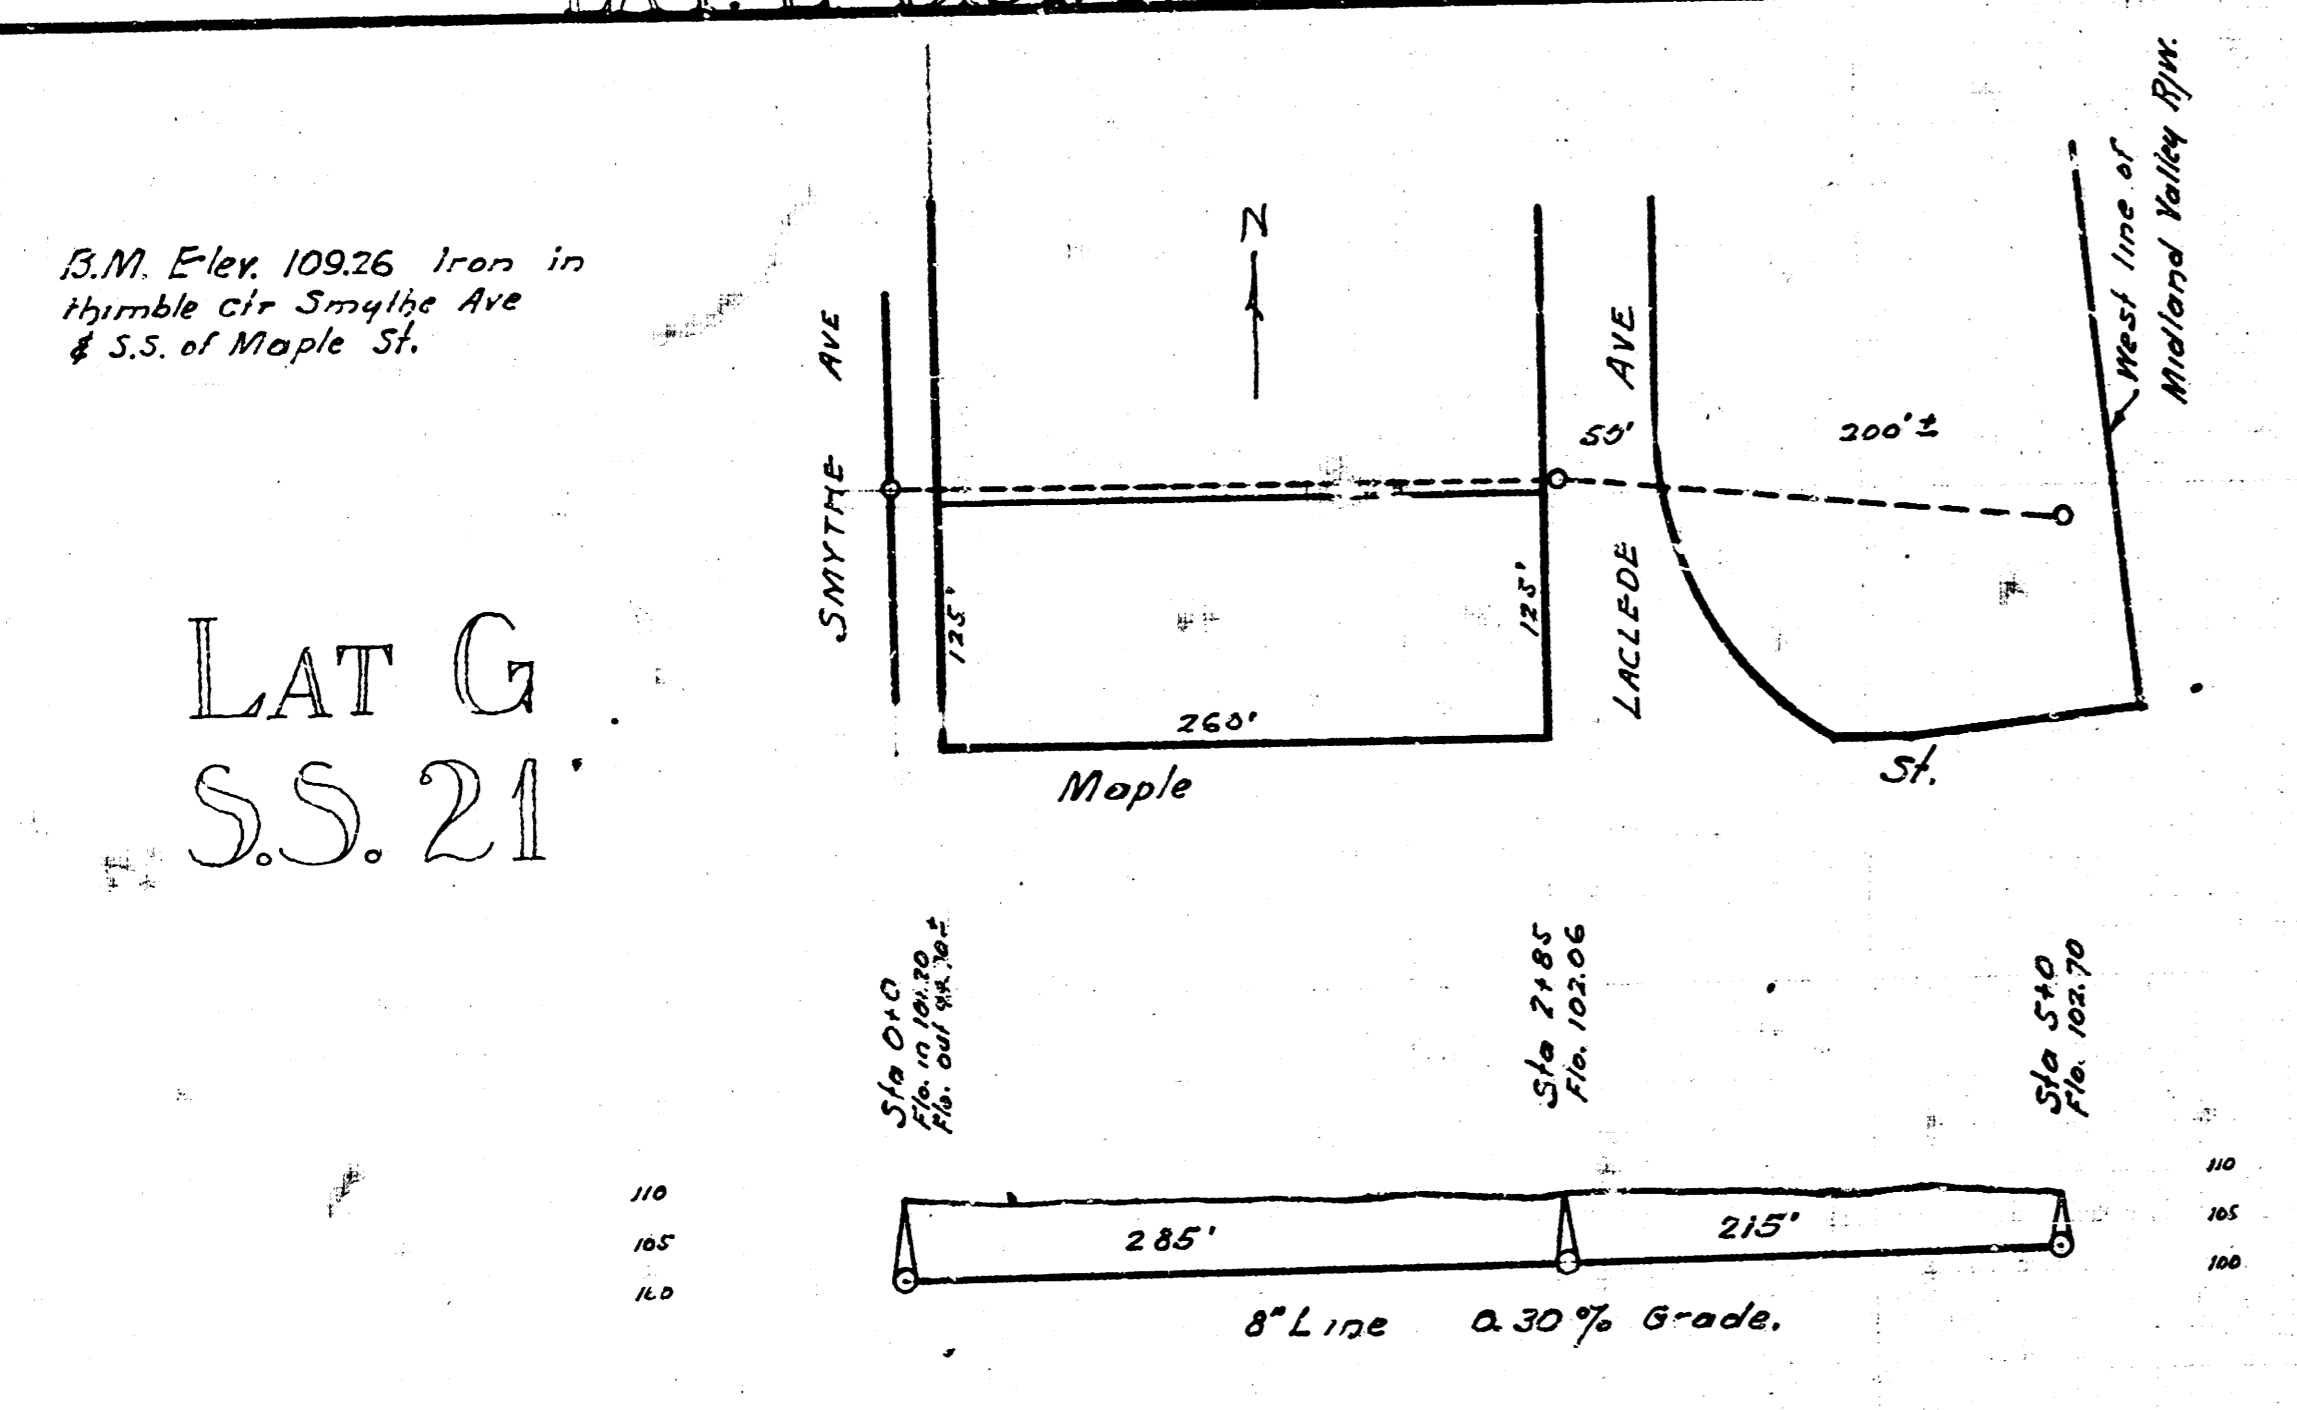 B.M. Elev. 109.26 Iron in
thimble ctr Smythe Ave
& S.S. of Maple St.
LAT G
S.S. 21
SMYTHE AVE
N
LACLEDE AVE
50'
200'±
West line of
Midland Valley R/W.
125'
125'
260'
Maple St.
Sta 0+0
Flo. in 101.20
Flo. out
Sta 2+85
Flo. 102.06
Sta 5+0
Flo. 102.70
110
105
100
285'
215'
110
105
100
8" Line 0.30% Grade.